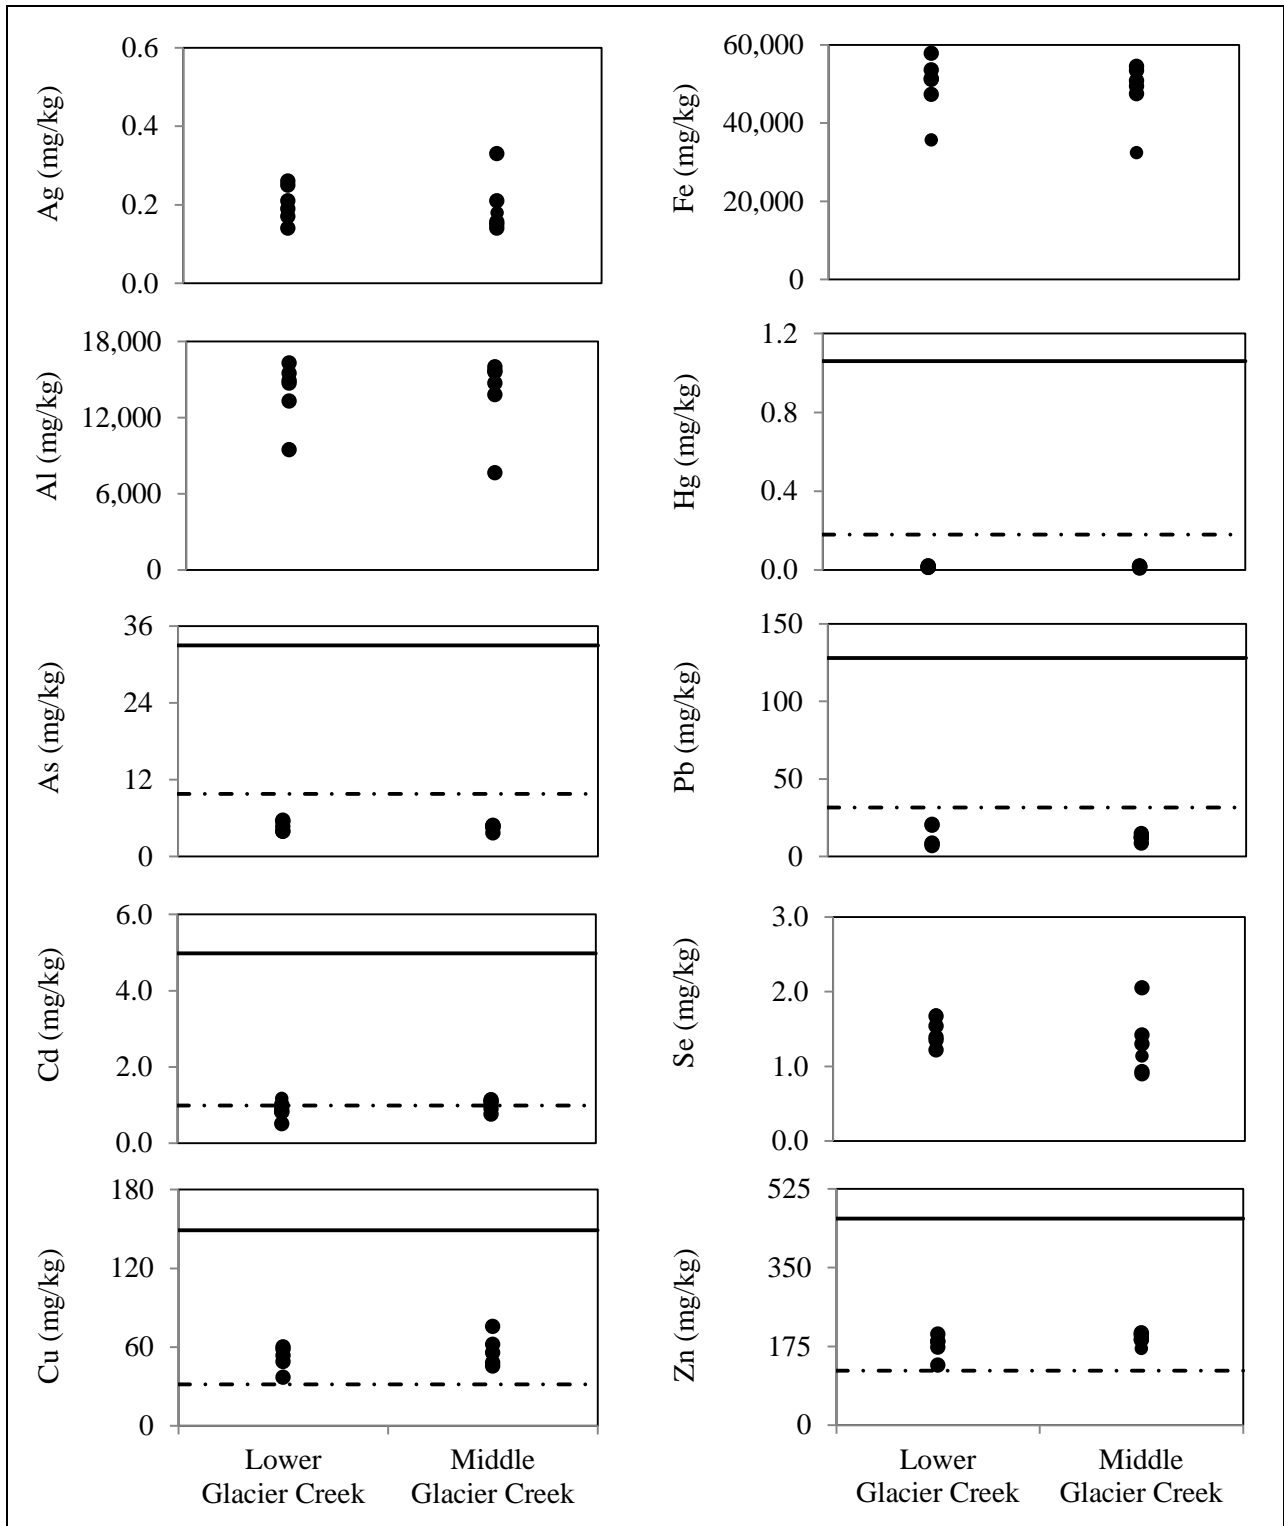 Ag (mg/kg)
0.6
0.4
0.2
0.0
Fe (mg/kg)
60,000
40,000
20,000
0
Al (mg/kg)
18,000
12,000
6,000
0
Hg (mg/kg)
1.2
0.8
0.4
0.0
As (mg/kg)
36
24
12
0
Pb (mg/kg)
150
100
50
0
Cd (mg/kg)
6.0
4.0
2.0
0.0
Se (mg/kg)
3.0
2.0
1.0
0.0
Cu (mg/kg)
180
120
60
0
Lower
Glacier Creek
Middle
Glacier Creek
Zn (mg/kg)
525
350
175
0
Lower
Glacier Creek
Middle
Glacier Creek